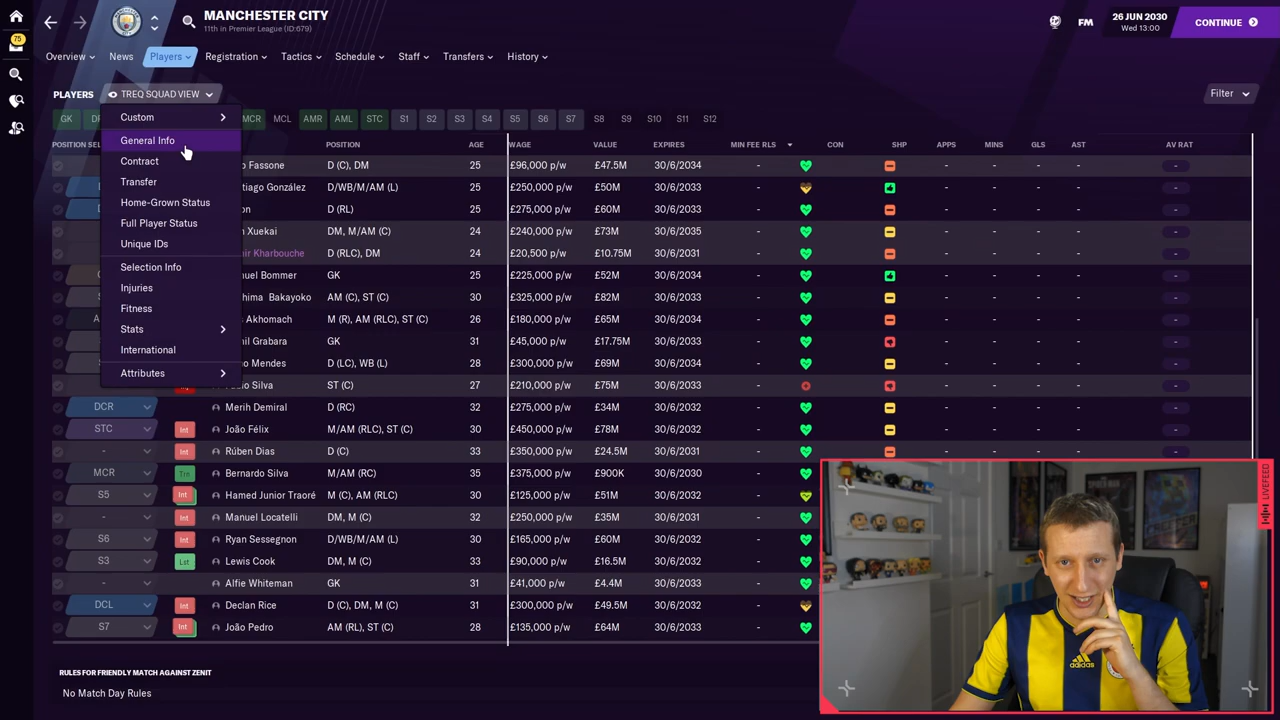 MANCHESTER CITY
11th in Premier League (ID:679)
26 JUN 2030
Wed 13:00
FM
CONTINUE
75
Overview
News
Players
Registration
Tactics
Schedule
Staff
Transfers
History
PLAYERS
TREQ SQUAD VIEW
Filter
GK MCR MCL AMR AML STC S1 S2 S3 S4 S5 S6 S7 S8 S9 S10 S11 S12
Custom
General Info
Contract
Transfer
Home-Grown Status
Full Player Status
Unique IDs
Selection Info
Injuries
Fitness
Stats
International
Attributes
POSITION AGE WAGE VALUE EXPIRES MIN FEE RLS CON SHP APPS MINS GLS AST AV RAT
Fassone D (C), DM 25 £96,000 p/w £47.5M 30/6/2034 - - - - - -
González D/WB/M/AM (L) 25 £250,000 p/w £50M 30/6/2033 - - - - - -
D (RL) 25 £275,000 p/w £60M 30/6/2033 - - - - - -
Xuekai DM, M/AM (C) 24 £240,000 p/w £73M 30/6/2035 - - - - - -
Kharbouche D (RLC), DM 24 £20,500 p/w £10.75M 30/6/2031 - - - - - -
Bommer GK 25 £225,000 p/w £52M 30/6/2034 - - - - - -
Bakayoko AM (C), ST (C) 30 £325,000 p/w £82M 30/6/2033 - - - - - -
Akhomach M (R), AM (RLC), ST (C) 26 £180,000 p/w £65M 30/6/2033 - - - - - -
Grabara GK 31 £45,000 p/w £17.75M 30/6/2033 - - - - - -
Mendes D (LC), WB (L) 28 £300,000 p/w £69M 30/6/2033 - - - - - -
Silva ST (C) 27 £210,000 p/w £75M 30/6/2033 - - - - - -
DCR Merih Demiral D (RC) 32 £275,000 p/w £34M 30/6/2032 - - - - - -
STC Int João Félix M/AM (RLC), ST (C) 30 £450,000 p/w £78M 30/6/2032 - - - - - -
- Int Rúben Dias D (C) 33 £350,000 p/w £24.5M 30/6/2031 - - - - - -
MCR Trn Bernardo Silva M/AM (RC) 35 £375,000 p/w £900K 30/6/2030 -
S5 Int Hamed Junior Traoré M (C), AM (RLC) 30 £125,000 p/w £51M 30/6/2032 -
- Int Manuel Locatelli DM, M (C) 32 £210,000 p/w £35M 30/6/2031 -
S6 Int Ryan Sessegnon D/WB/M/AM (L) 30 £165,000 p/w £60M 30/6/2033 -
S3 Lst Lewis Cook DM, M (C) 33 £90,000 p/w £16.5M 30/6/2032 -
- Alfie Whiteman GK 31 £41,000 p/w £4.4M 30/6/2033 -
DCL Int Declan Rice D (C), DM, M (C) 31 £300,000 p/w £49.5M 30/6/2032 -
S7 Int João Pedro AM (RL), ST (C) 28 £135,000 p/w £64M 30/6/2033 -
RULES FOR FRIENDLY MATCH AGAINST ZENIT
No Match Day Rules
LIVEFEED
adidas